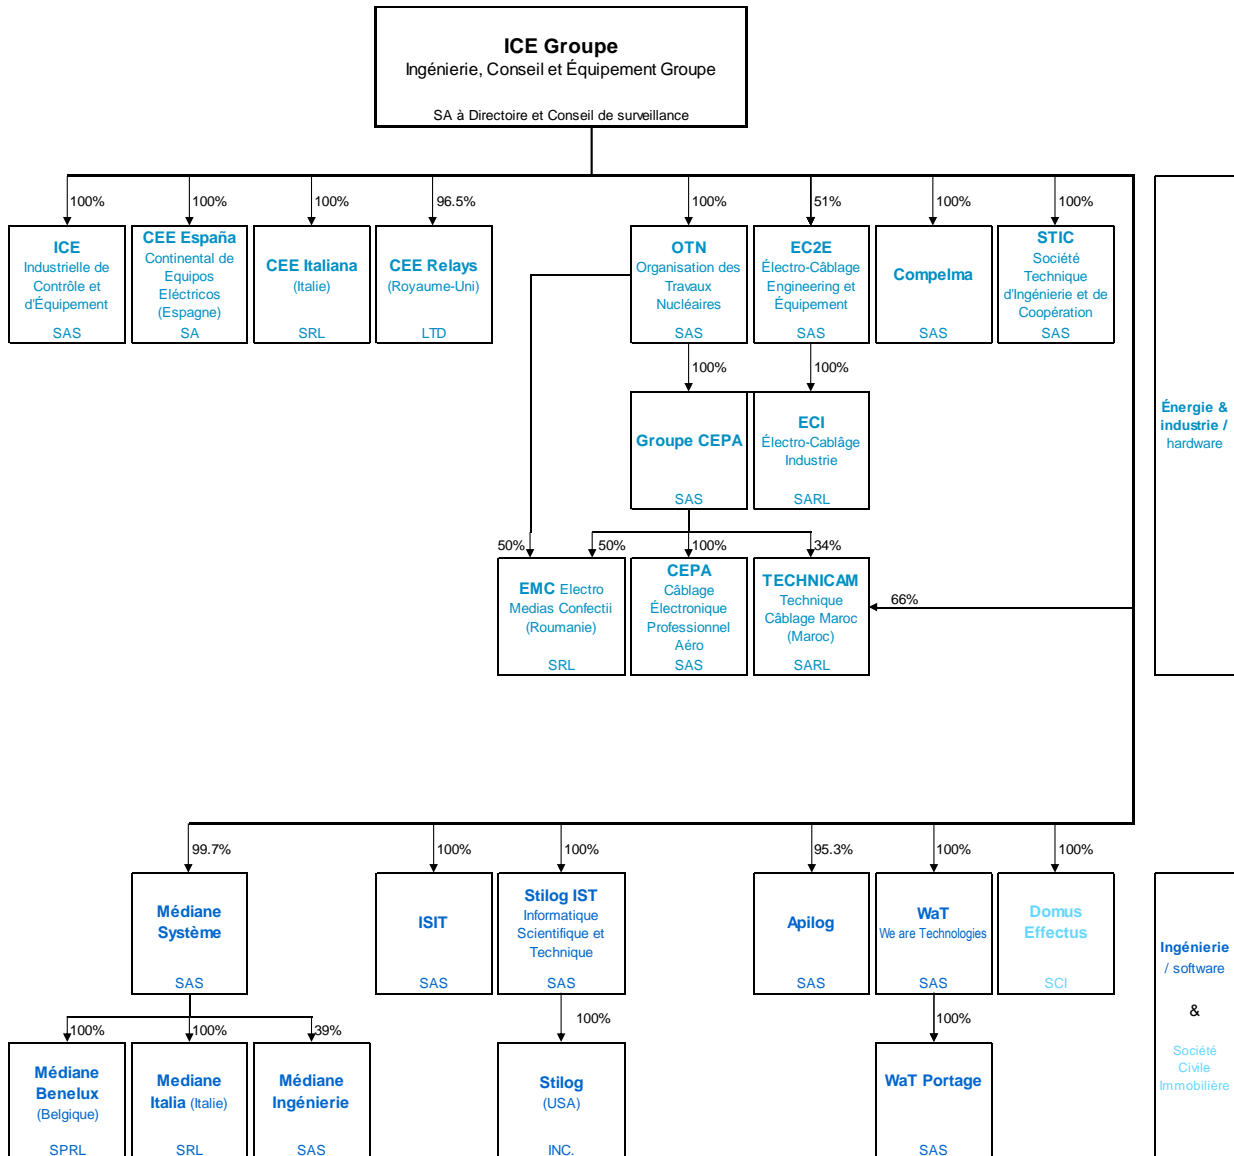 ICE Groupe
Ingénierie, Conseil et Équipement Groupe
SA à Directoire et Conseil de surveillance
100%
100%
100%
96.5%
100%
51%
100%
100%
ICE
Industrielle de
Contrôle et
d'Équipement
SAS
CEE España
Continental de
Equipos
Eléctricos
(Espagne)
SA
CEE Italiana
(Italie)
SRL
CEE Relays
(Royaume-Uni)
LTD
OTN
Organisation des
Travaux
Nucléaires
SAS
EC2E
Électro-Câblage
Engineering et
Équipement
SAS
Compelma
SAS
STIC
Société
Technique
d'Ingénierie et de
Coopération
SAS
100%
100%
Groupe CEPA
SAS
ECI
Électro-Cablâge
Industrie
SARL
Énergie &
industrie /
hardware
50%
50%
100%
34%
EMC Electro
Medias Confectii
(Roumanie)
SRL
CEPA
Câblage
Électronique
Professionnel
Aéro
SAS
TECHNICAM
Technique
Câblage Maroc
(Maroc)
SARL
66%
99.7%
100%
100%
95.3%
100%
100%
Médiane
Système
SAS
ISIT
SAS
Stilog IST
Informatique
Scientifique et
Technique
SAS
Apilog
SAS
WaT
We are Technologies
SAS
Domus
Effectus
SCI
Ingénierie
/ software
&
Société
Civile
Immobilière
100%
100%
39%
100%
100%
Médiane
Benelux
(Belgique)
SPRL
Mediane
Italia (Italie)
SRL
Médiane
Ingénierie
SAS
Stilog
(USA)
INC.
WaT Portage
SAS